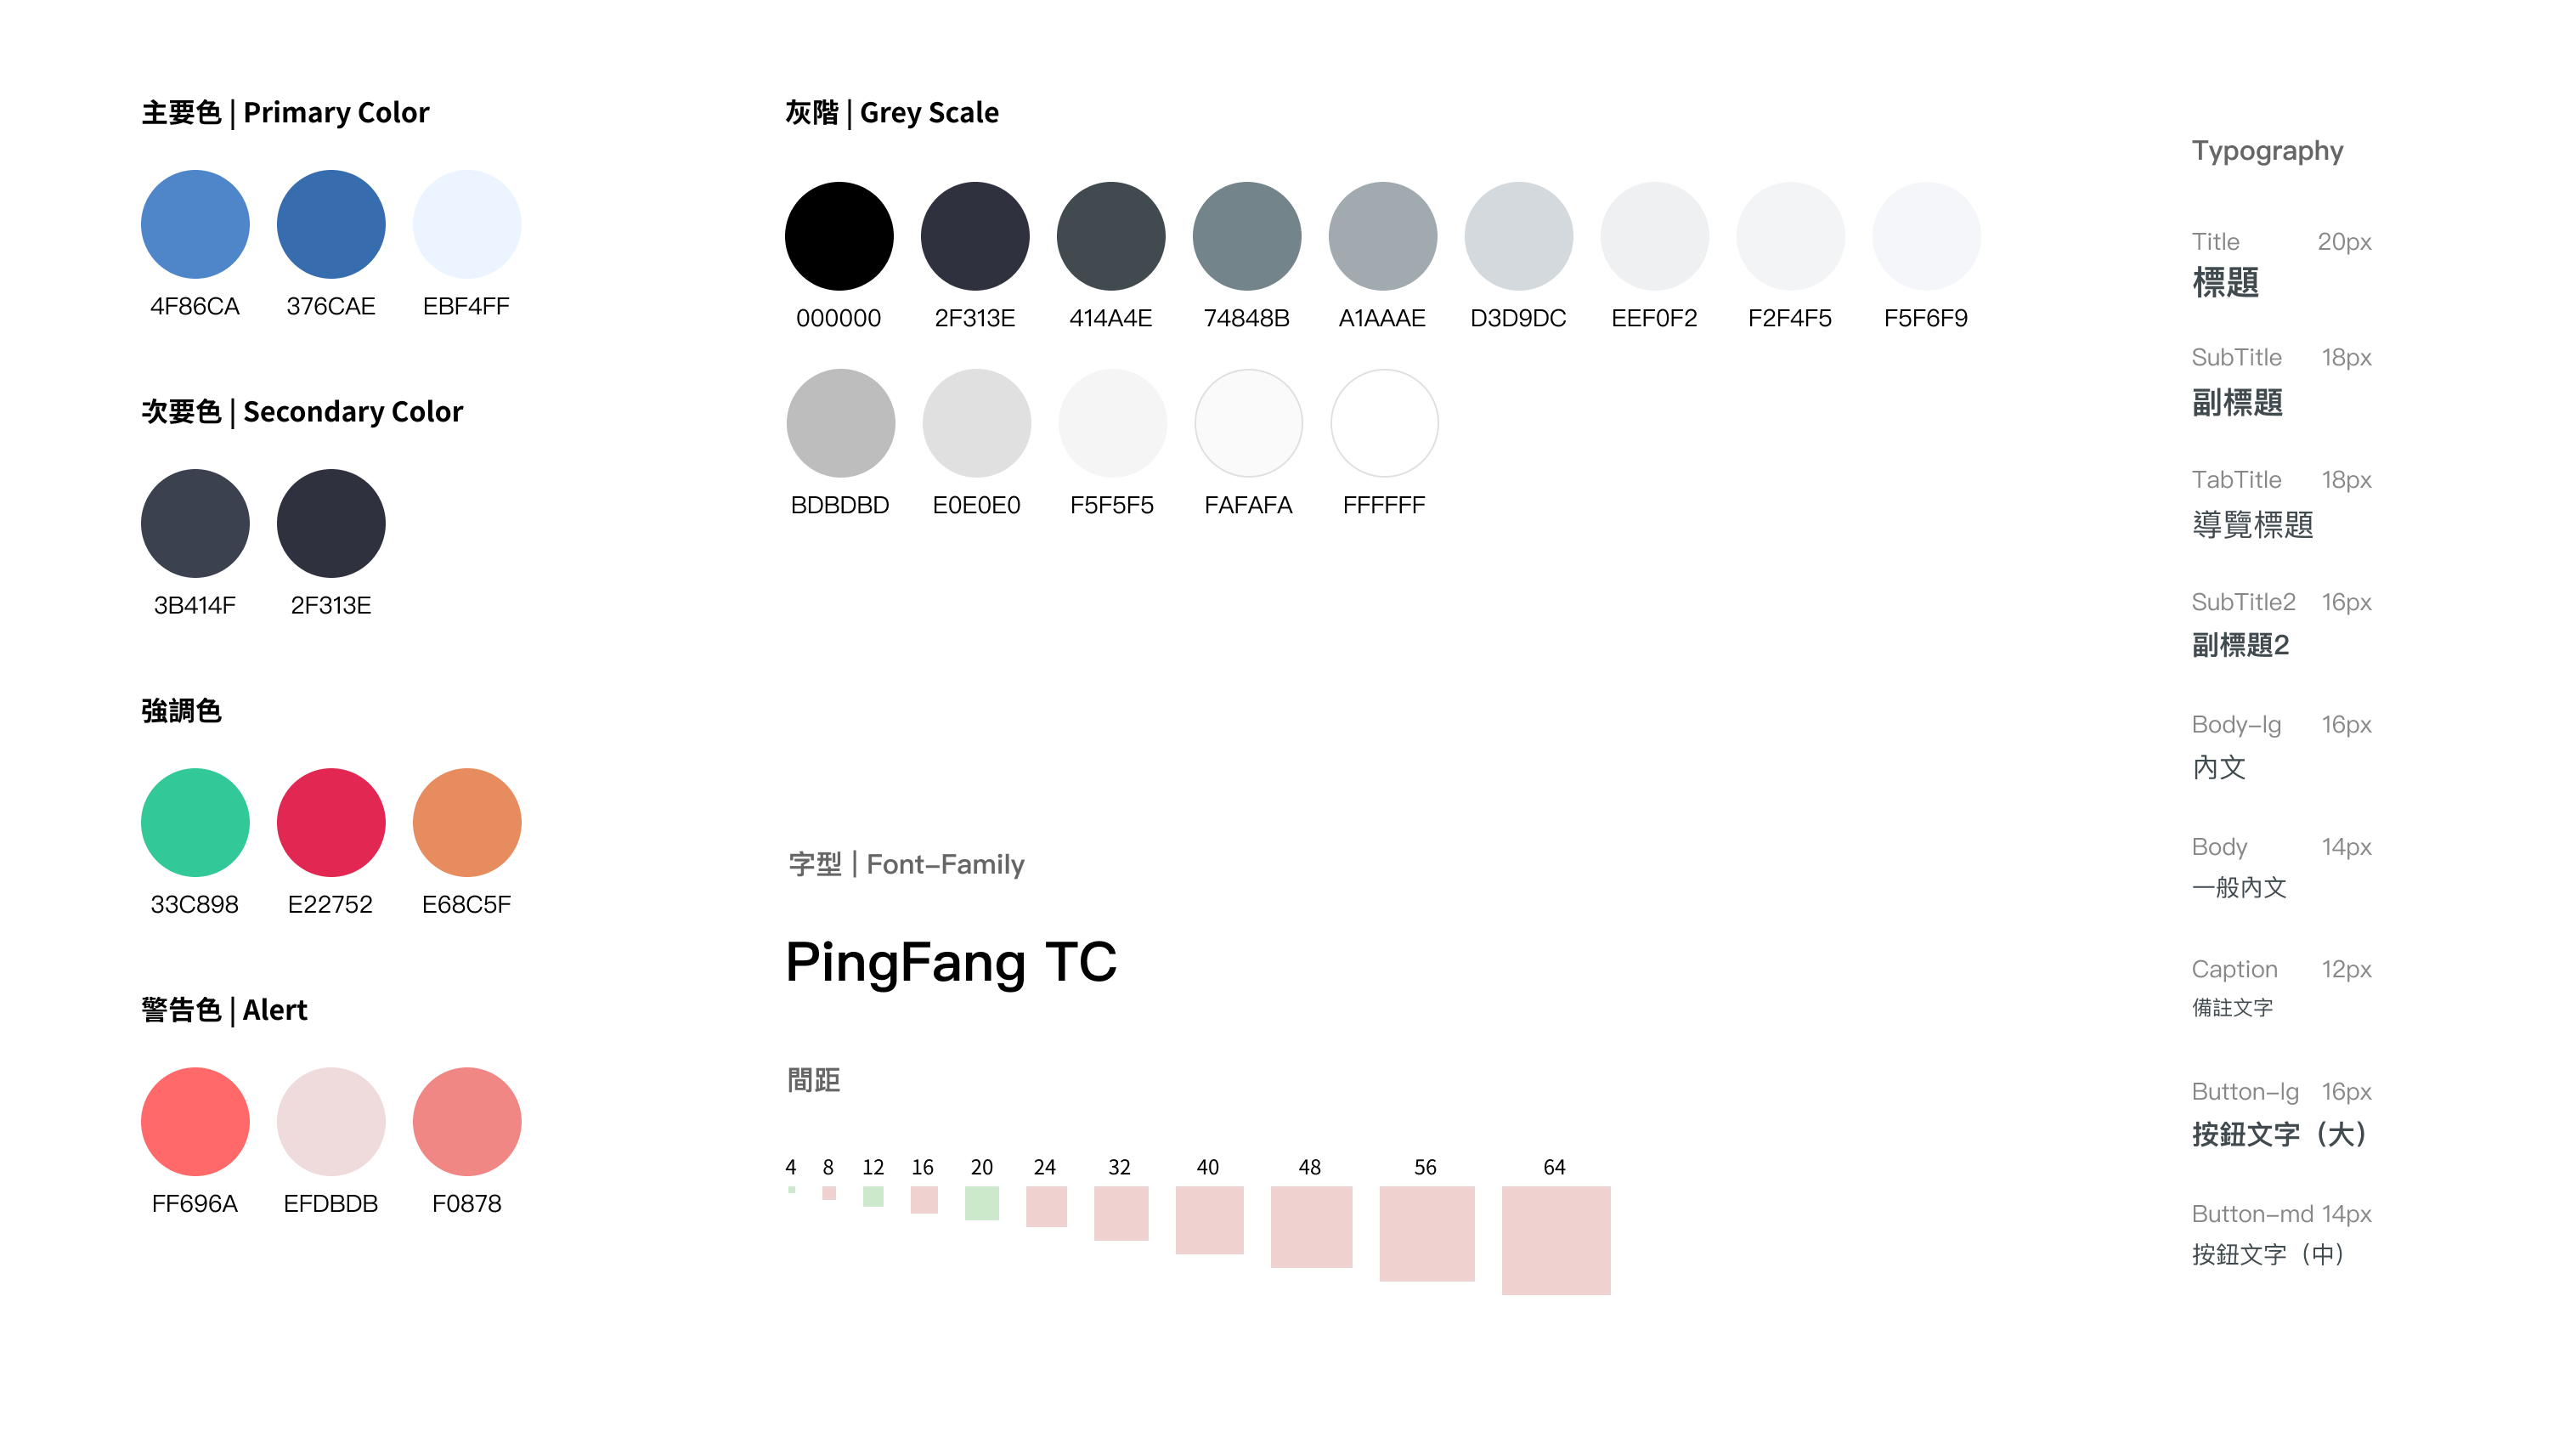 主要色 | Primary Color
4F86CA 376CAE EBF4FF
次要色 | Secondary Color
3B414F 2F313E
強調色
33C898 E22752 E68C5F
警告色 | Alert
FF696A EFDBDB F0878
灰階 | Grey Scale
000000 2F313E 414A4E 74848B A1AAAE D3D9DC EEF0F2 F2F4F5 F5F6F9
BDBDBD E0E0E0 F5F5F5 FAFAFA FFFFFF
字型 | Font-Family
PingFang TC
間距
4 8 12 16 20 24 32 40 48 56 64
Typography
Title 20px
標題
SubTitle 18px
副標題
TabTitle 18px
導覽標題
SubTitle2 16px
副標題2
Body-lg 16px
內文
Body 14px
一般內文
Caption 12px
備註文字
Button-lg 16px
按鈕文字（大）
Button-md 14px
按鈕文字（中）